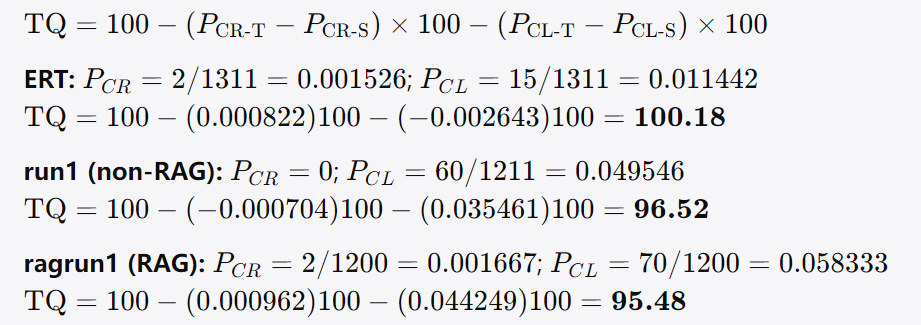 TQ = 100 − (P_CR-T − P_CR-S) × 100 − (P_CL-T − P_CL-S) × 100
ERT: P_CR = 2/1311 = 0.001526; P_CL = 15/1311 = 0.011442
TQ = 100 − (0.000822)100 − (−0.002643)100 = 100.18
run1 (non-RAG): P_CR = 0; P_CL = 60/1211 = 0.049546
TQ = 100 − (−0.000704)100 − (0.035461)100 = 96.52
ragrun1 (RAG): P_CR = 2/1200 = 0.001667; P_CL = 70/1200 = 0.058333
TQ = 100 − (0.000962)100 − (0.044249)100 = 95.48